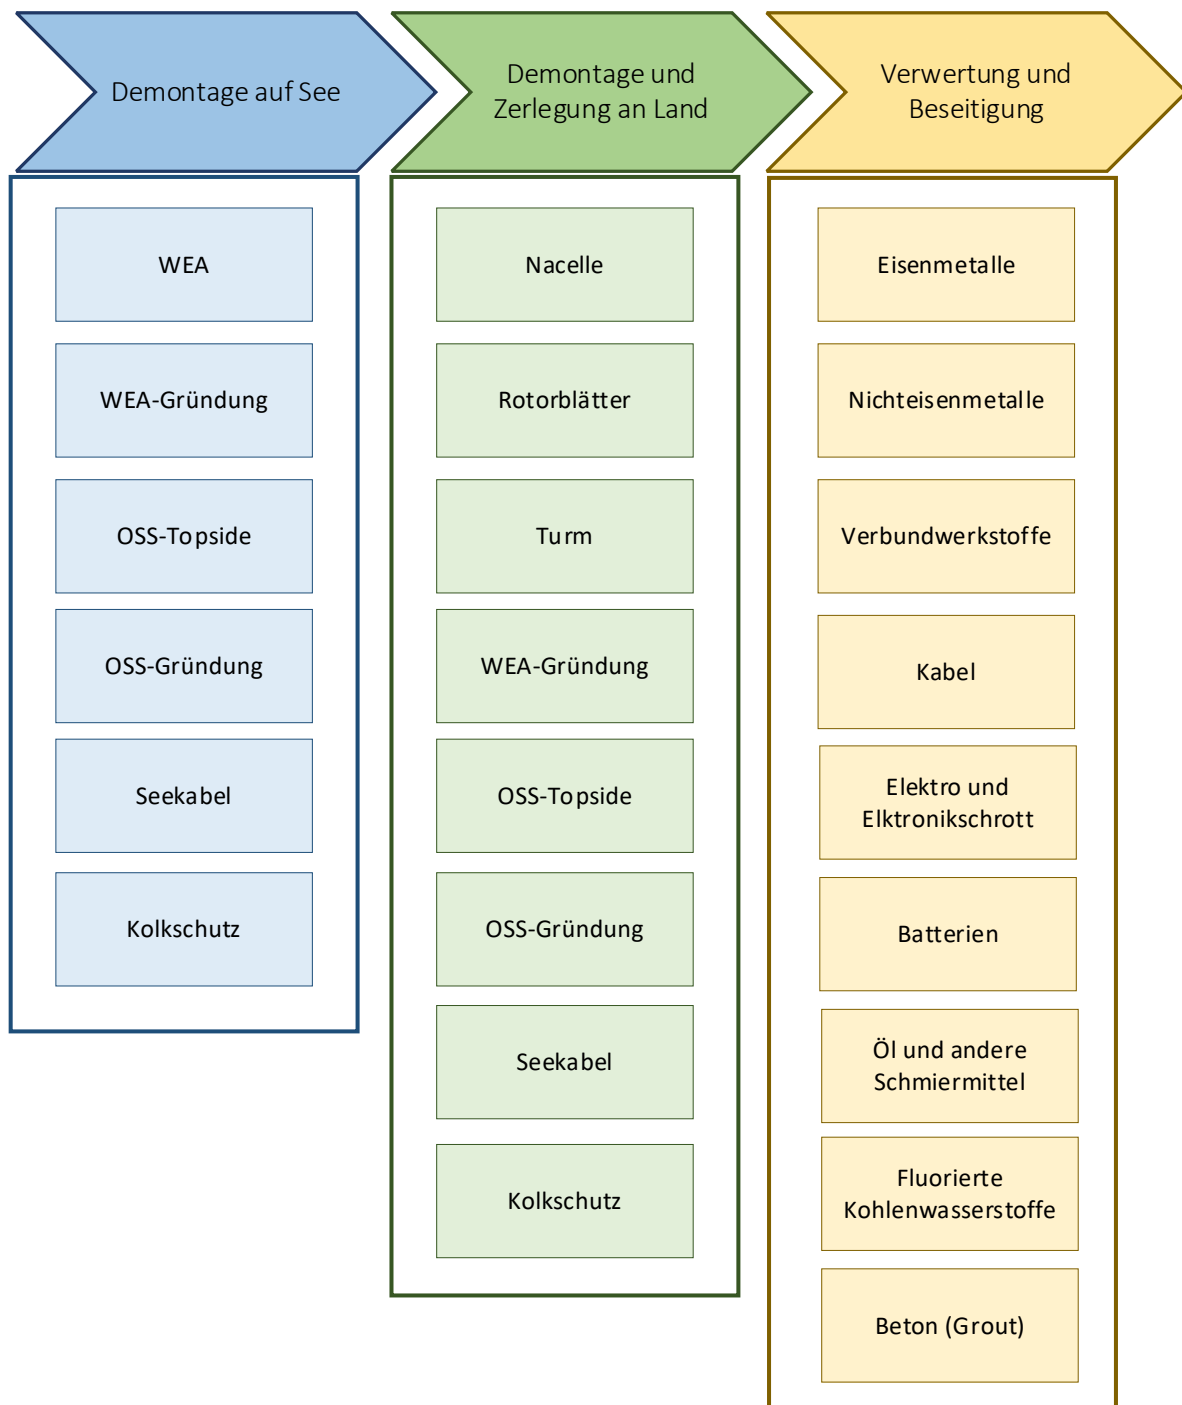 Demontage auf See
Demontage und
Zerlegung an Land
Verwertung und
Beseitigung
WEA
WEA-Gründung
OSS-Topside
OSS-Gründung
Seekabel
Kolkschutz
Nacelle
Rotorblätter
Turm
WEA-Gründung
OSS-Topside
OSS-Gründung
Seekabel
Kolkschutz
Eisenmetalle
Nichteisenmetalle
Verbundwerkstoffe
Kabel
Elektro und
Elktronikschrott
Batterien
Öl und andere
Schmiermittel
Fluorierte
Kohlenwasserstoffe
Beton (Grout)